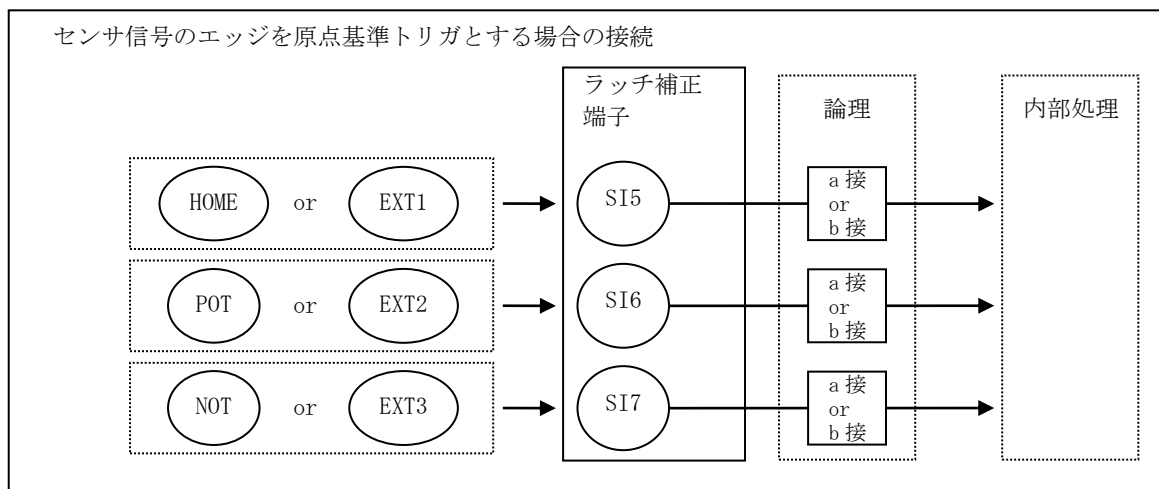 センサ信号のエッジを原点基準トリガとする場合の接続
ラッチ補正
端子
論理
内部処理
HOME or EXT1
SI5
a接
or
b接
POT or EXT2
SI6
a接
or
b接
NOT or EXT3
SI7
a接
or
b接